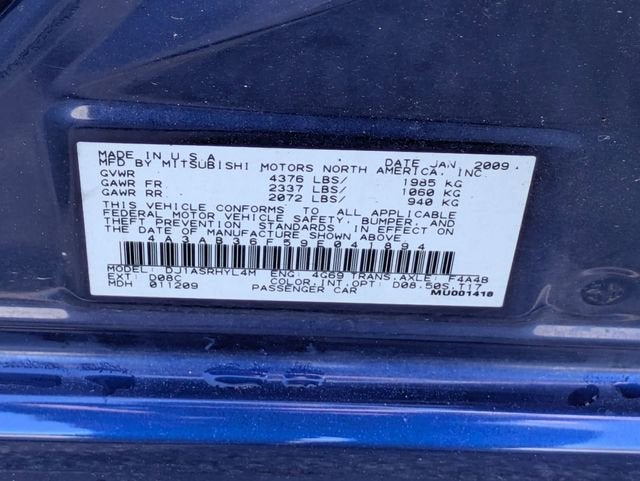 MADE IN U.S.A. DATE JAN. 2009.
MFD BY MITSUBISHI MOTORS NORTH AMERICA, INC.
GVWR 4376 LBS/ 1985 KG
GAWR FR 2337 LBS/ 1060 KG
GAWR RR 2072 LBS/ 940 KG
THIS VEHICLE CONFORMS TO ALL APPLICABLE
FEDERAL MOTOR VEHICLE SAFETY, BUMPER, AND
THEFT PREVENTION STANDARDS IN EFFECT ON
THE DATE OF MANUFACTURE SHOWN ABOVE.
4A3AB36F59E041894
MODEL: DJ1ASRHYL4M ENG: 4G69 TRANS.AXLE: F4A4B
EXT: D08C COLOR.INT.OPT: D08.50S.T17
MDH 011209 PASSENGER CAR MU001418